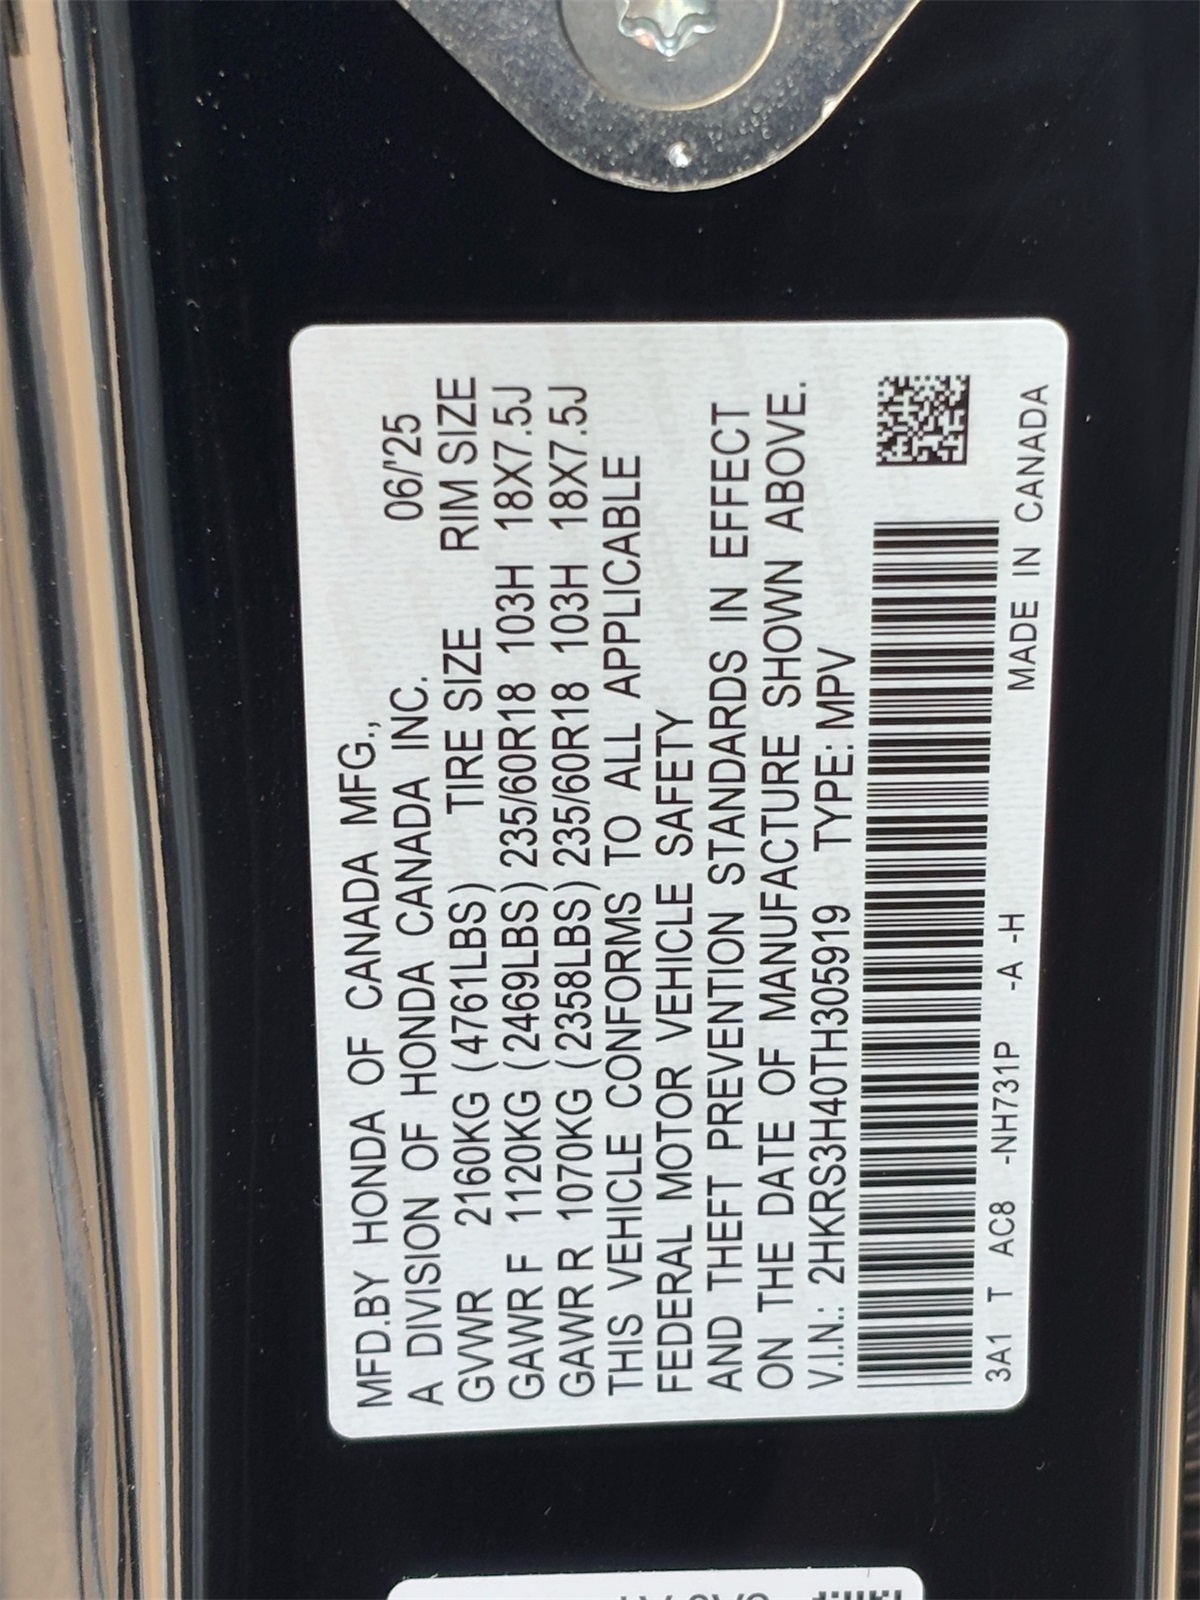 MFD.BY HONDA OF CANADA MFG.,
A DIVISION OF HONDA CANADA INC. 06/'25
GVWR 2160KG (4761LBS) TIRE SIZE RIM SIZE
GAWR F 1120KG (2469LBS) 235/60R18 103H 18X7.5J
GAWR R 1070KG (2358LBS) 235/60R18 103H 18X7.5J
THIS VEHICLE CONFORMS TO ALL APPLICABLE
FEDERAL MOTOR VEHICLE SAFETY
AND THEFT PREVENTION STANDARDS IN EFFECT
ON THE DATE OF MANUFACTURE SHOWN ABOVE.
V.I.N.: 2HKRS3H40TH305919 TYPE: MPV
3A1 T AC8 -NH731P -A -H MADE IN CANADA